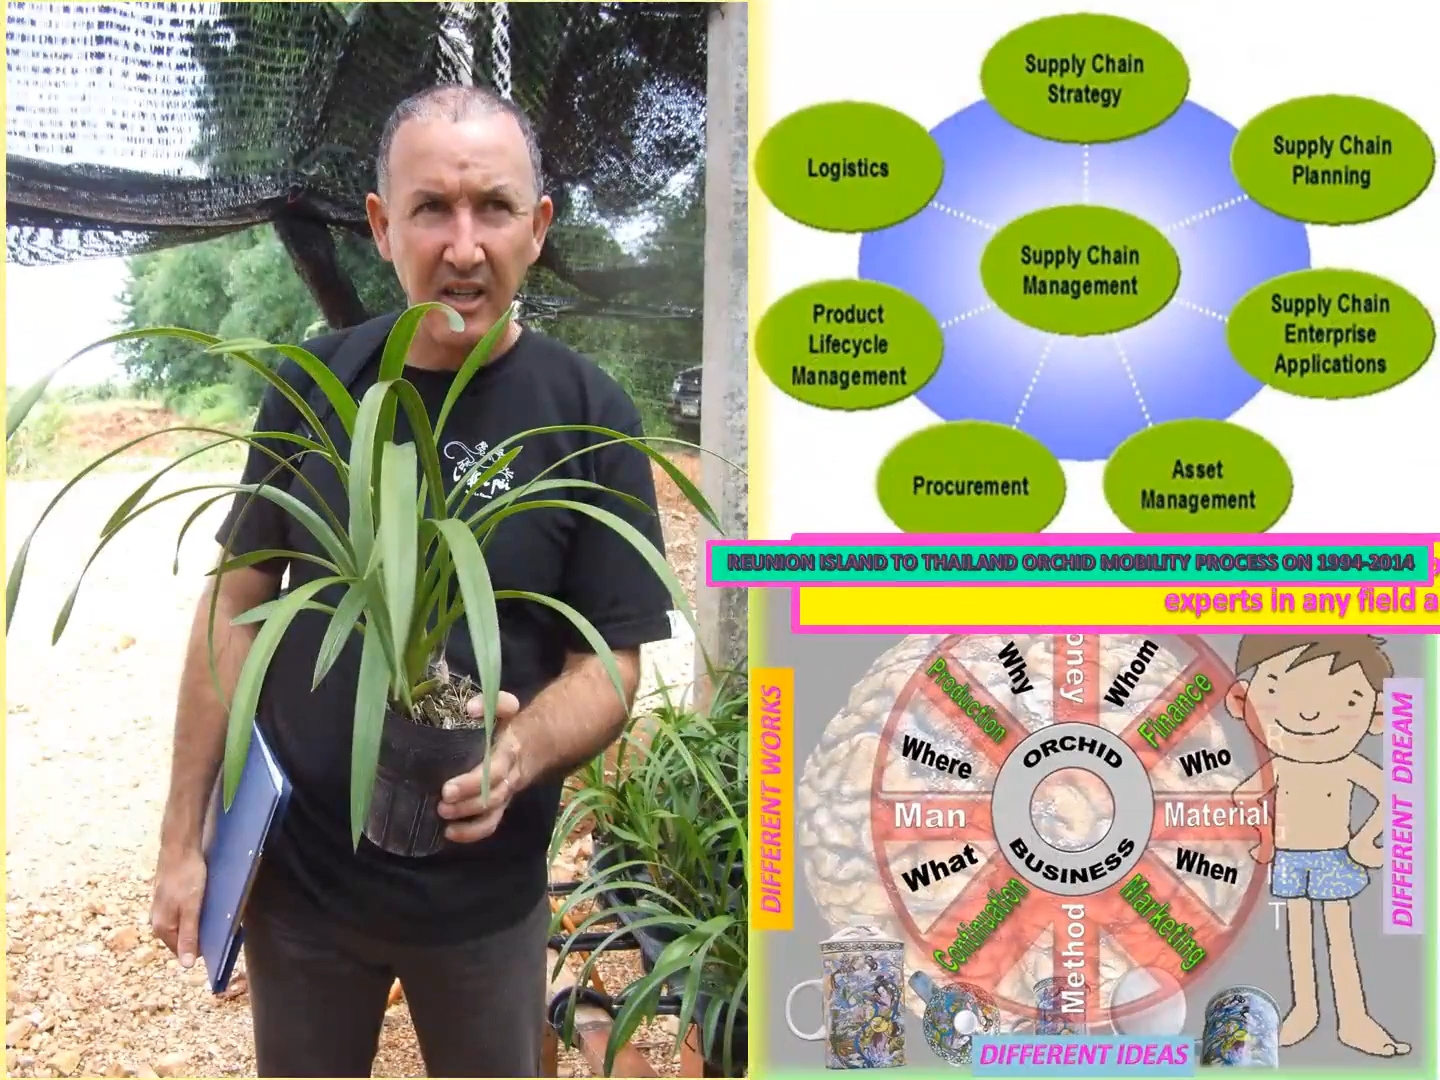 Supply Chain
Strategy
Logistics
Supply Chain
Planning
Supply Chain
Management
Product
Lifecycle
Management
Supply Chain
Enterprise
Applications
Procurement
Asset
Management
REUNION ISLAND TO THAILAND ORCHID MOBILITY PROCESS ON 1994-2014
experts in any field a
Why
oney
Whom
Production
Finance
Where
ORCHID
Who
Man
Material
What
BUSINESS
When
Continuation
Method
Marketing
DIFFERENT WORKS
DIFFERENT DREAM
T
DIFFERENT IDEAS